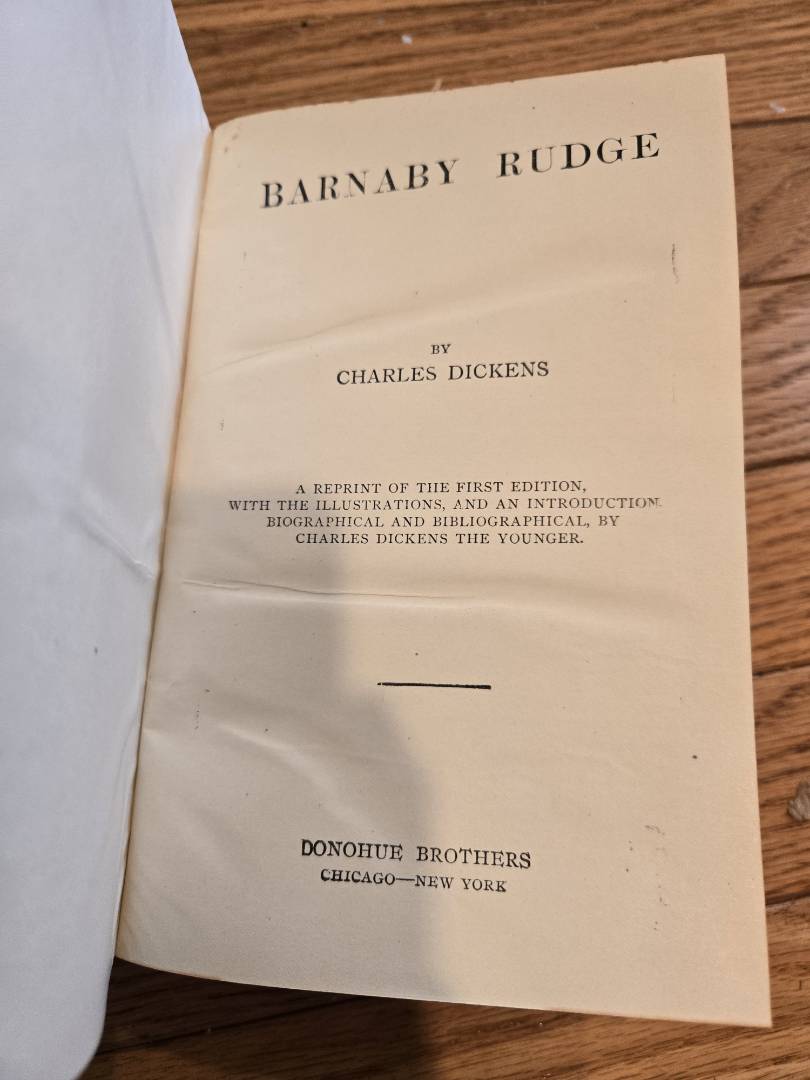 BARNABY RUDGE
BY
CHARLES DICKENS
A REPRINT OF THE FIRST EDITION,
WITH THE ILLUSTRATIONS, AND AN INTRODUCTION.
BIOGRAPHICAL AND BIBLIOGRAPHICAL, BY
CHARLES DICKENS THE YOUNGER.
DONOHUE BROTHERS
CHICAGO—NEW YORK